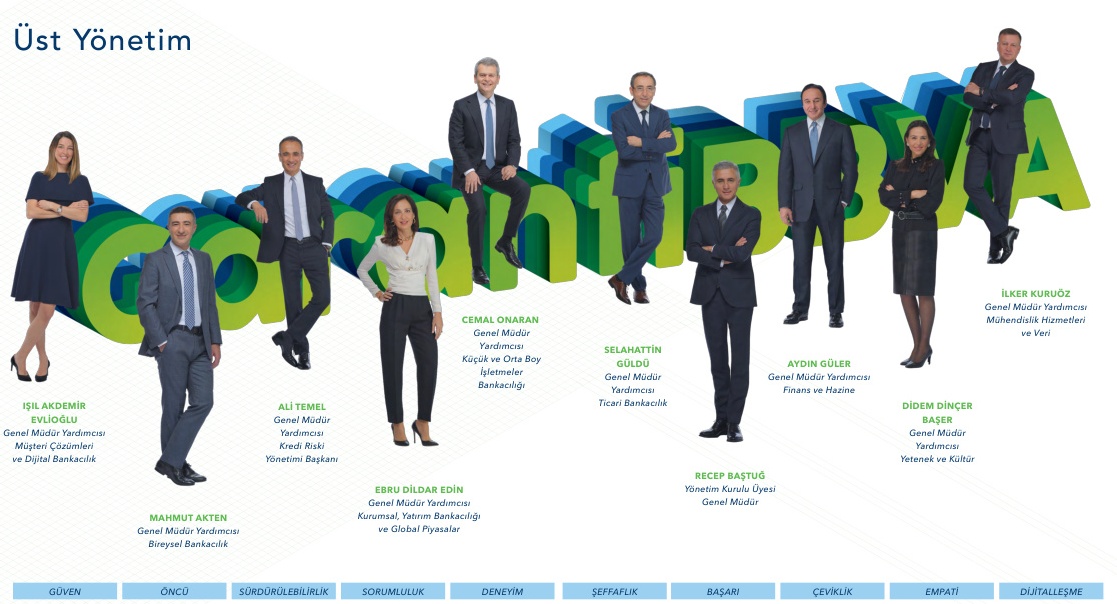 Üst Yönetim
GarantiBBVA
IŞIL AKDEMİR
EVLİOĞLU
Genel Müdür Yardımcısı
Müşteri Çözümleri
ve Dijital Bankacılık
MAHMUT AKTEN
Genel Müdür Yardımcısı
Bireysel Bankacılık
ALİ TEMEL
Genel Müdür
Yardımcısı
Kredi Riski
Yönetimi Başkanı
EBRU DİLDAR EDİN
Genel Müdür Yardımcısı
Kurumsal, Yatırım Bankacılığı
ve Global Piyasalar
CEMAL ONARAN
Genel Müdür
Yardımcısı
Küçük ve Orta Boy
İşletmeler
Bankacılığı
SELAHATTİN
GÜLDÜ
Genel Müdür
Yardımcısı
Ticari Bankacılık
RECEP BAŞTUĞ
Yönetim Kurulu Üyesi
Genel Müdür
AYDIN GÜLER
Genel Müdür Yardımcısı
Finans ve Hazine
DİDEM DİNÇER
BAŞER
Genel Müdür
Yardımcısı
Yetenek ve Kültür
İLKER KURUÖZ
Genel Müdür Yardımcısı
Mühendislik Hizmetleri
ve Veri
GÜVEN
ÖNCÜ
SÜRDÜRÜLEBİLİRLİK
SORUMLULUK
DENEYİM
ŞEFFAFLIK
BAŞARI
ÇEVİKLİK
EMPATİ
DİJİTALLEŞME